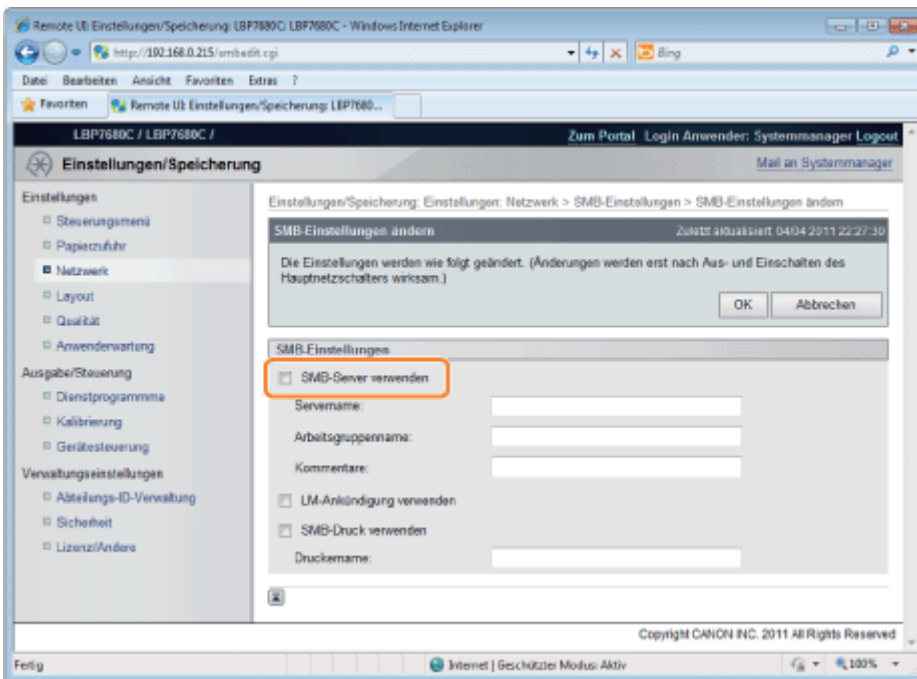 Remote UI: Einstellungen/Speicherung: LBP7680C: LBP7680C - Windows Internet Explorer
http://192.168.0.215/smbedit.cgi
Bing
Datei Bearbeiten Ansicht Favoriten Extras ?
Favoriten Remote UI: Einstellungen/Speicherung: LBP7680...
LBP7680C / LBP7680C / Zum Portal Login Anwender: Systemmanager Logout
Einstellungen/Speicherung Mail an Systemmanager
Einstellungen
Steuerungsmenü
Papierzufuhr
Netzwerk
Layout
Qualität
Anwenderwartung
Ausgabe/Steuerung
Dienstprogramme
Kalibrierung
Gerätesteuerung
Verwaltungseinstellungen
Abteilungs-ID-Verwaltung
Sicherheit
Lizenz/Andere
Einstellungen/Speicherung: Einstellungen: Netzwerk > SMB-Einstellungen > SMB-Einstellungen ändern
SMB-Einstellungen ändern Zuletzt aktualisiert 04/04 2011 22:27:30
Die Einstellungen werden wie folgt geändert. (Änderungen werden erst nach Aus- und Einschalten des
Hauptnetzschalters wirksam.)
OK Abbrechen
SMB-Einstellungen
SMB-Server verwenden
Servername:
Arbeitsgruppenname:
Kommentare:
LM-Ankündigung verwenden
SMB-Druck verwenden
Druckername:
Copyright CANON INC. 2011 All Rights Reserved
Fertig Internet | Geschützter Modus: Aktiv 100%